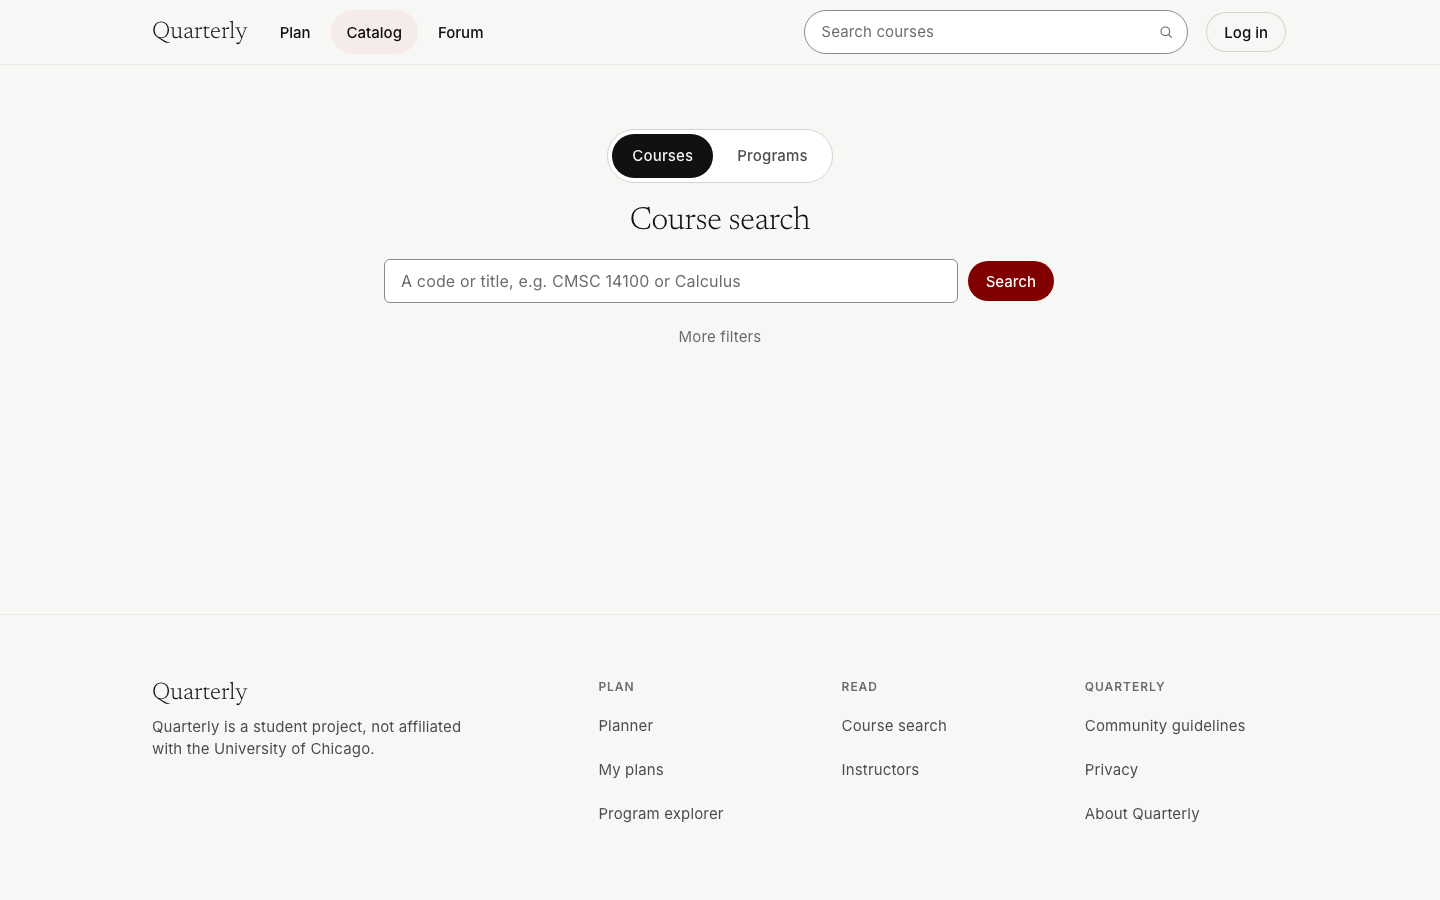 Quarterly
Plan
Catalog
Forum
Search courses
Log in
Courses
Programs
Course search
A code or title, e.g. CMSC 14100 or Calculus
Search
More filters
Quarterly
Quarterly is a student project, not affiliated
with the University of Chicago.
PLAN
Planner
My plans
Program explorer
READ
Course search
Instructors
QUARTERLY
Community guidelines
Privacy
About Quarterly